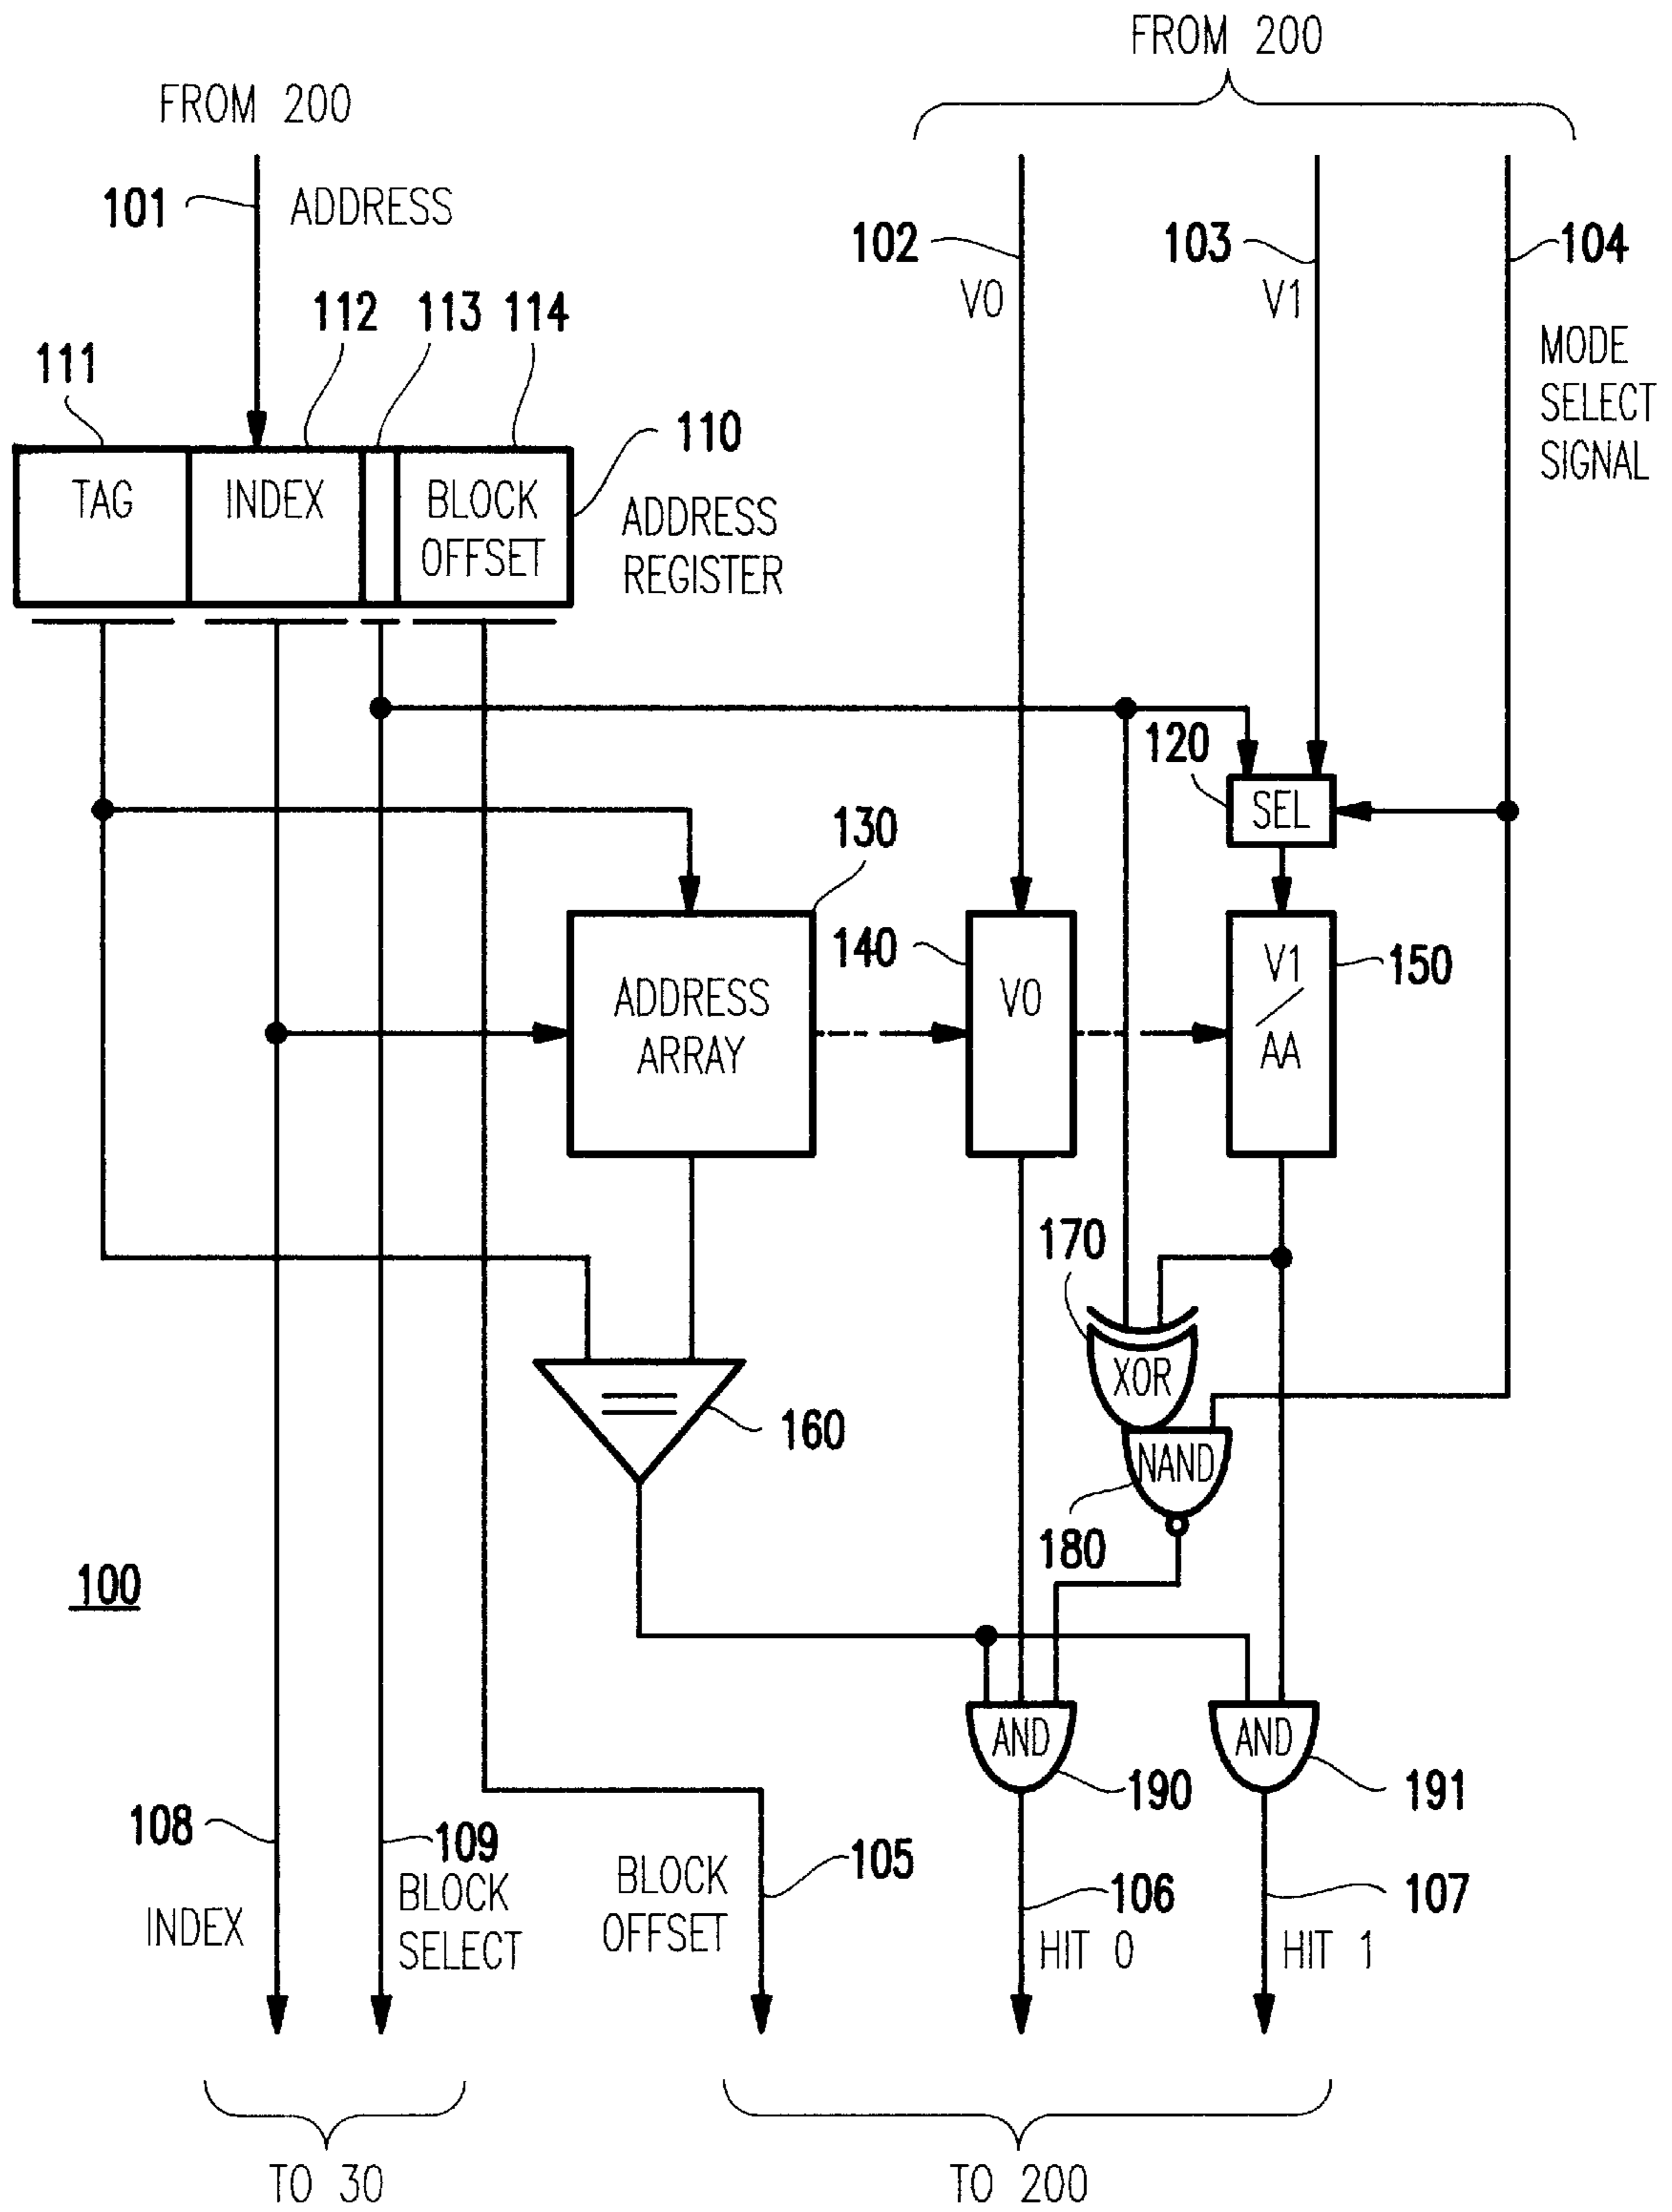 FROM 200
FROM 200
101 ADDRESS
102
V0
103
V1
104
MODE
SELECT
SIGNAL
111
112 113 114
110
TAG
INDEX
BLOCK
OFFSET
ADDRESS
REGISTER
120
SEL
130
ADDRESS
ARRAY
140
V0
V1
/
AA
150
170
XOR
=
160
NAND
180
100
AND
190
AND
191
108
INDEX
109
BLOCK
SELECT
BLOCK
OFFSET
105
106
HIT 0
107
HIT 1
TO 30
TO 200